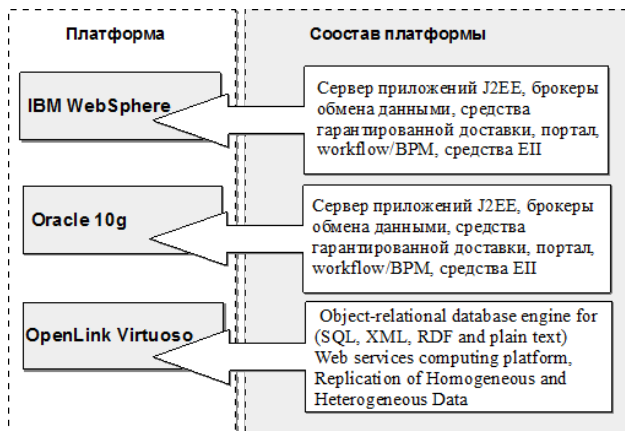 Платформа
Соостав платформы
IBM WebSphere
Сервер приложений J2EE, брокеры
обмена данными, средства
гарантированной доставки, портал,
workflow/BPM, средства EII
Oracle 10g
Сервер приложений J2EE, брокеры
обмена данными, средства
гарантированной доставки, портал,
workflow/BPM, средства EII
OpenLink Virtuoso
Object-relational database engine for
(SQL, XML, RDF and plain text)
Web services computing platform,
Replication of Homogeneous and
Heterogeneous Data